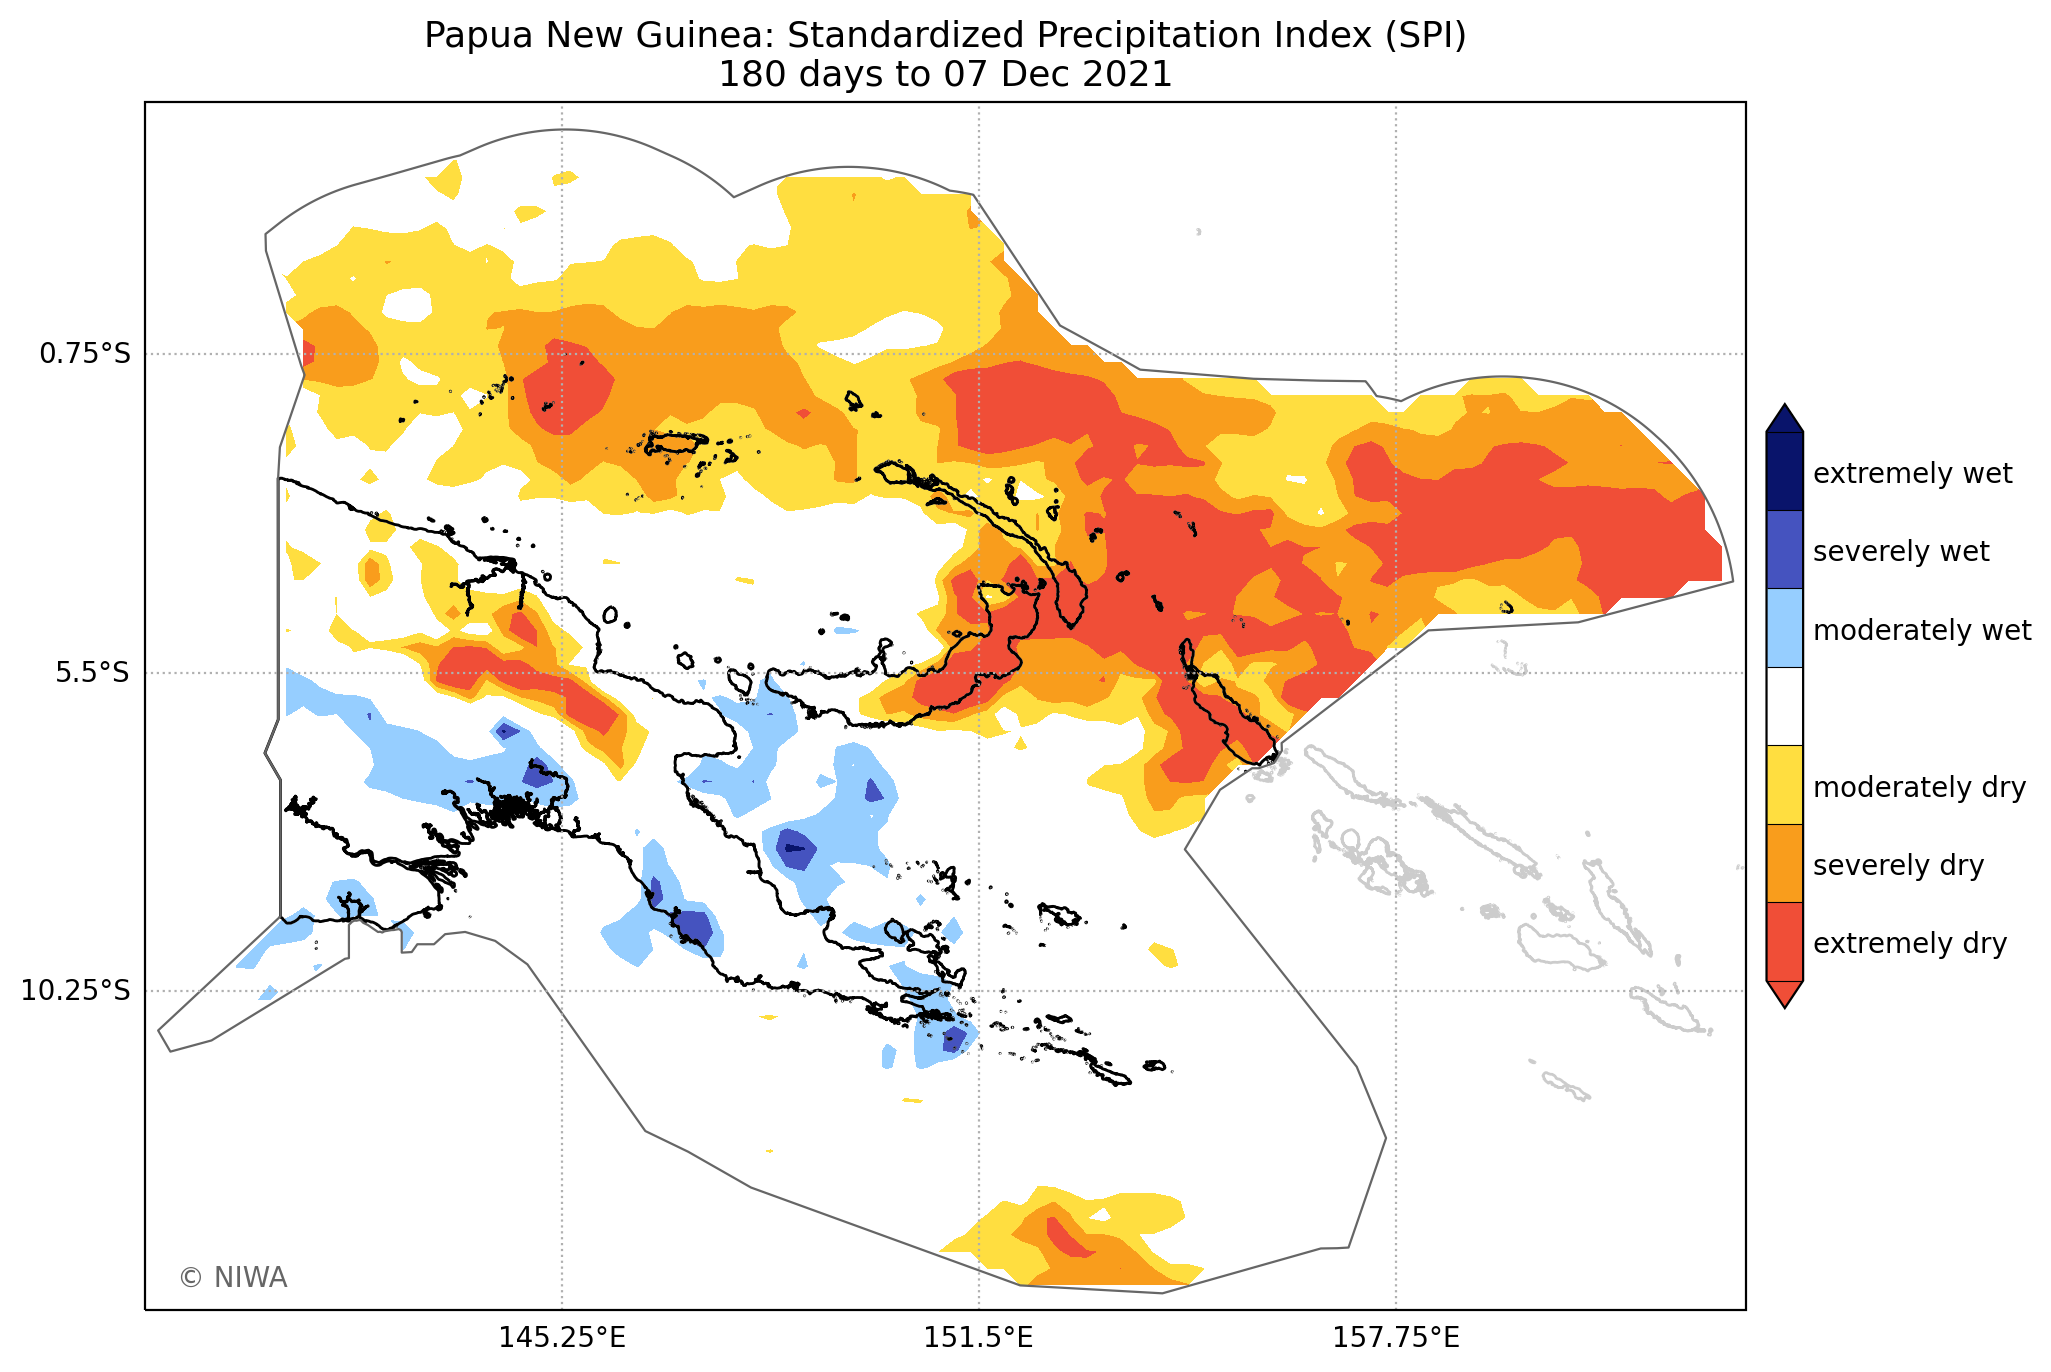 Papua New Guinea: Standardized Precipitation Index (SPI)
180 days to 07 Dec 2021
0.75°S
5.5°S
10.25°S
145.25°E
151.5°E
157.75°E
extremely wet
severely wet
moderately wet
moderately dry
severely dry
extremely dry
© NIWA